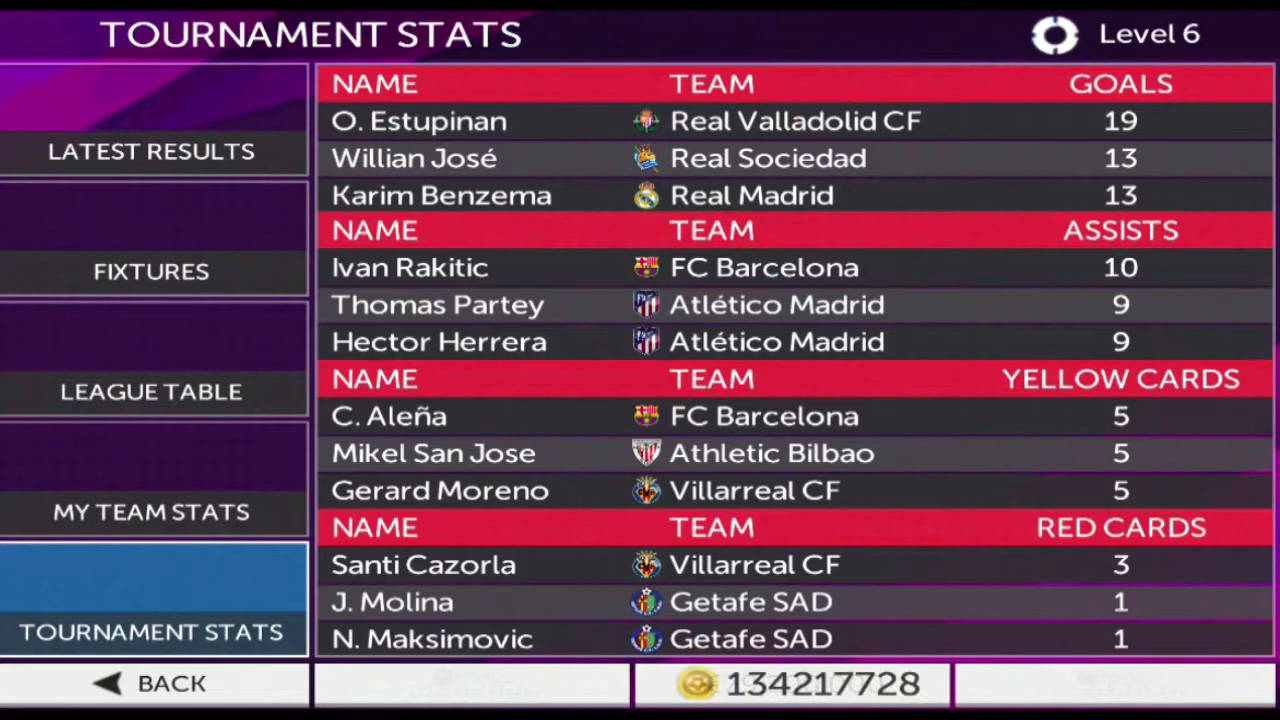 TOURNAMENT STATS
Level 6
LATEST RESULTS
FIXTURES
LEAGUE TABLE
MY TEAM STATS
TOURNAMENT STATS
NAME TEAM GOALS
O. Estupinan Real Valladolid CF 19
Willian José Real Sociedad 13
Karim Benzema Real Madrid 13
NAME TEAM ASSISTS
Ivan Rakitic FC Barcelona 10
Thomas Partey Atlético Madrid 9
Hector Herrera Atlético Madrid 9
NAME TEAM YELLOW CARDS
C. Aleña FC Barcelona 5
Mikel San Jose Athletic Bilbao 5
Gerard Moreno Villarreal CF 5
NAME TEAM RED CARDS
Santi Cazorla Villarreal CF 3
J. Molina Getafe SAD 1
N. Maksimovic Getafe SAD 1
BACK
134217728